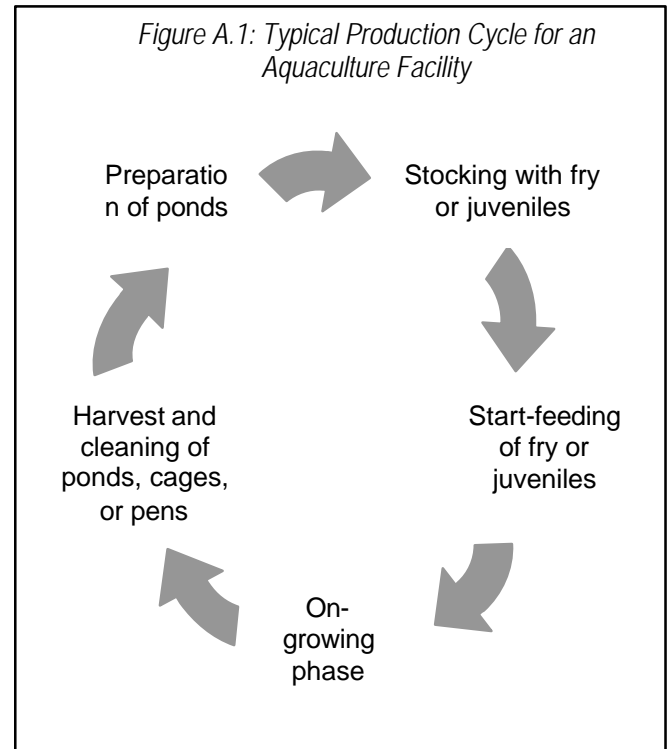 Figure A.1: Typical Production Cycle for an
Aquaculture Facility
Preparatio
n of ponds
Stocking with fry
or juveniles
Start-feeding
of fry or
juveniles
On-
growing
phase
Harvest and
cleaning of
ponds, cages,
or pens